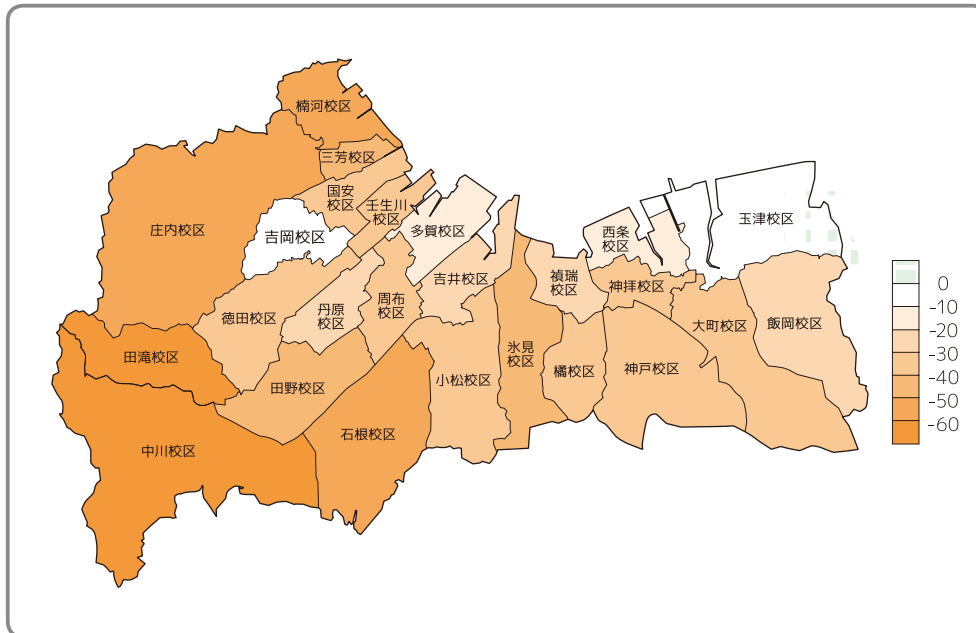 楠河校区
三芳校区
国安
校区
壬生川
校区
庄内校区
吉岡校区
多賀校区
西条
校区
玉津校区
吉井校区
禎瑞
校区
神拝校区
周布
校区
丹原
校区
徳田校区
大町校区
飯岡校区
田滝校区
氷見
校区
橘校区
神戸校区
小松校区
田野校区
石根校区
中川校区
0
-10
-20
-30
-40
-50
-60